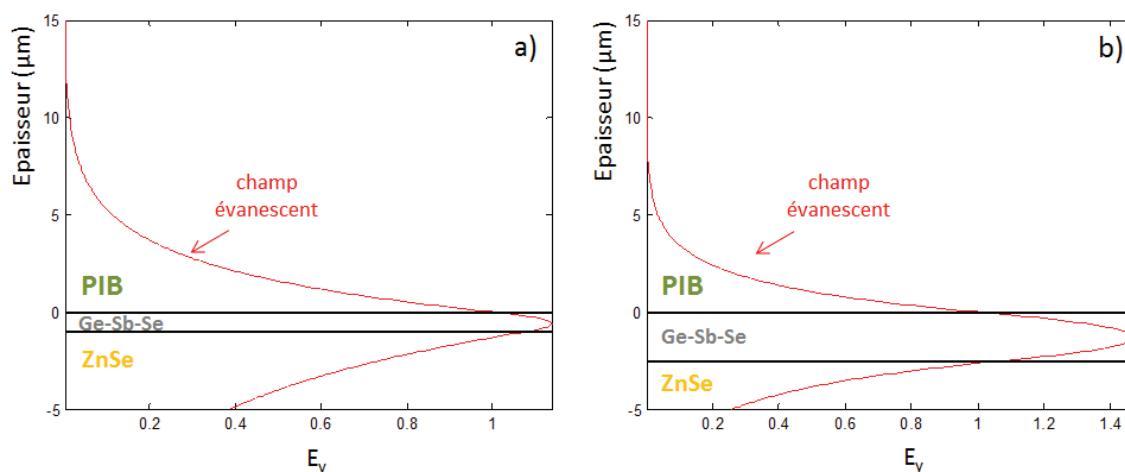 a)
Epaisseur (µm)
15
10
5
0
-5
champ
évanescent
PIB
Ge-Sb-Se
ZnSe
0.2
0.4
0.6
0.8
1
E_y
b)
Epaisseur (µm)
15
10
5
0
-5
champ
évanescent
PIB
Ge-Sb-Se
ZnSe
0.2
0.4
0.6
0.8
1
1.2
1.4
E_y